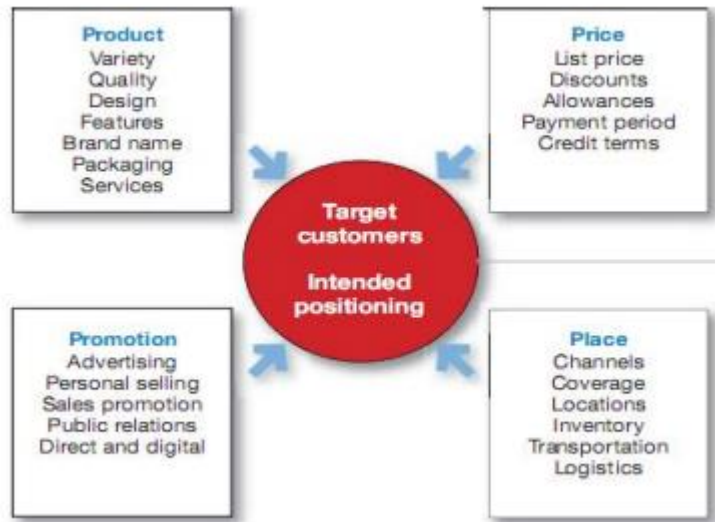 Product
Variety
Quality
Design
Features
Brand name
Packaging
Services
Price
List price
Discounts
Allowances
Payment period
Credit terms
Target
customers
Intended
positioning
Promotion
Advertising
Personal selling
Sales promotion
Public relations
Direct and digital
Place
Channels
Coverage
Locations
Inventory
Transportation
Logistics